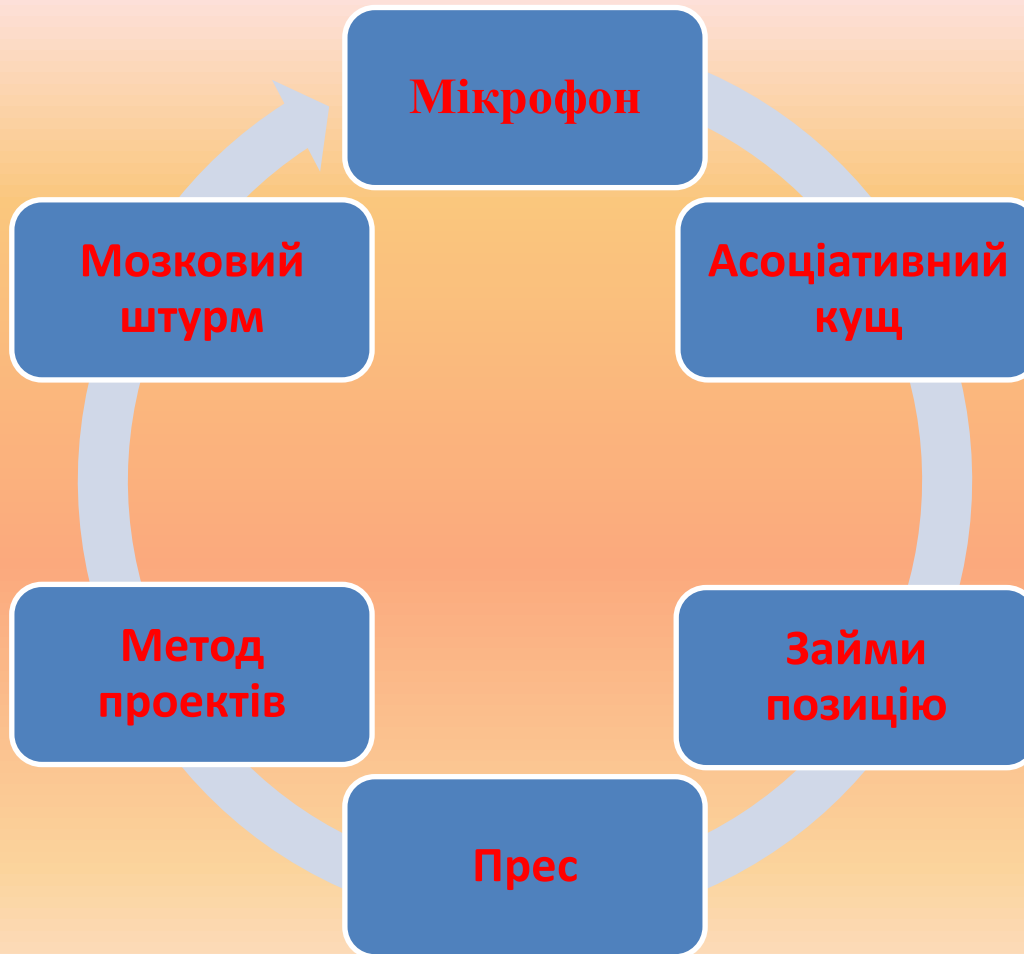 Мікрофон
Асоціативний
кущ
Займи
позицію
Прес
Метод
проектів
Мозковий
штурм